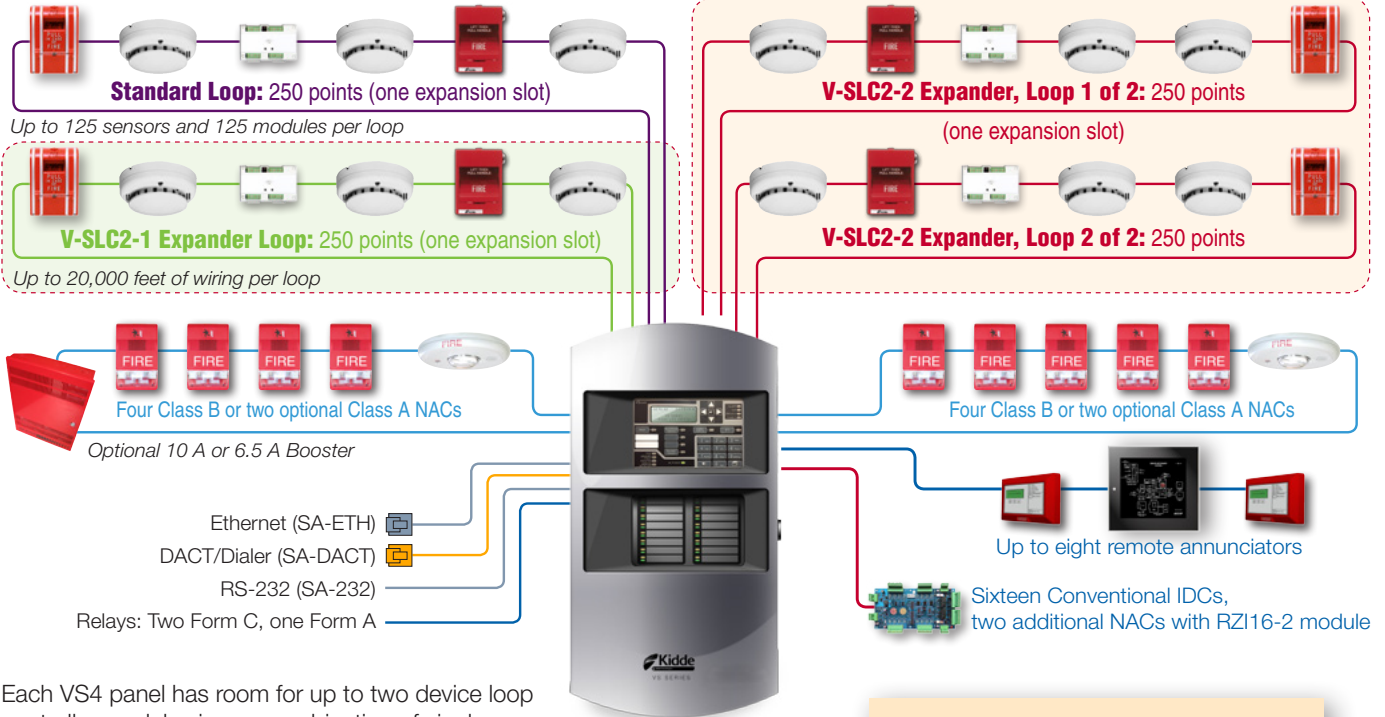 Standard Loop: 250 points (one expansion slot)
Up to 125 sensors and 125 modules per loop
V-SLC2-1 Expander Loop: 250 points (one expansion slot)
Up to 20,000 feet of wiring per loop
V-SLC2-2 Expander, Loop 1 of 2: 250 points
(one expansion slot)
V-SLC2-2 Expander, Loop 2 of 2: 250 points
FIRE
FIRE
FIRE
FIRE
FIRE
FIRE
FIRE
FIRE
FIRE
FIRE
Four Class B or two optional Class A NACs
Four Class B or two optional Class A NACs
Optional 10 A or 6.5 A Booster
Ethernet (SA-ETH)
DACT/Dialer (SA-DACT)
RS-232 (SA-232)
Relays: Two Form C, one Form A
Up to eight remote annunciators
Sixteen Conventional IDCs,
two additional NACs with RZI16-2 module
Kidde
VS SERIES
Each VS4 panel has room for up to two device loop